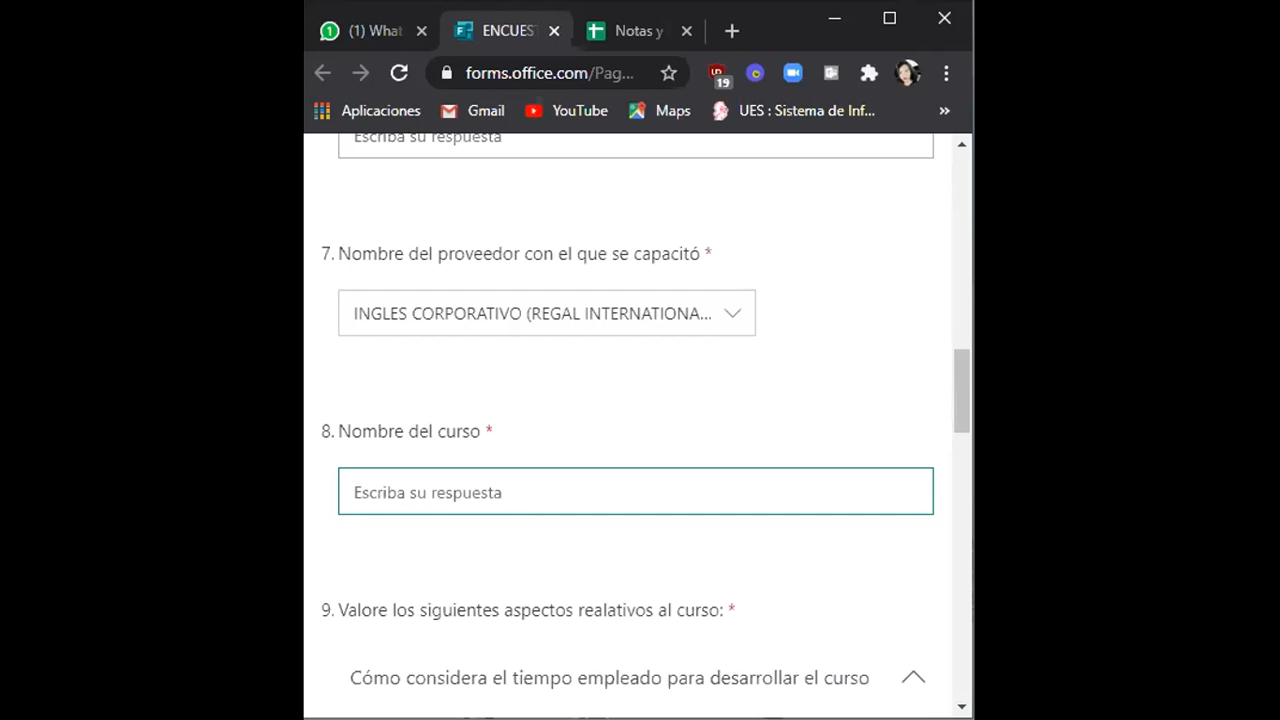 (1) What
ENCUES
Notas y
forms.office.com/Pag...
19
Aplicaciones
Gmail
YouTube
Maps
UES : Sistema de Inf...
»
Escriba su respuesta
7. Nombre del proveedor con el que se capacitó *
INGLES CORPORATIVO (REGAL INTERNATIONA...
8. Nombre del curso *
Escriba su respuesta
9. Valore los siguientes aspectos realativos al curso: *
Cómo considera el tiempo empleado para desarrollar el curso